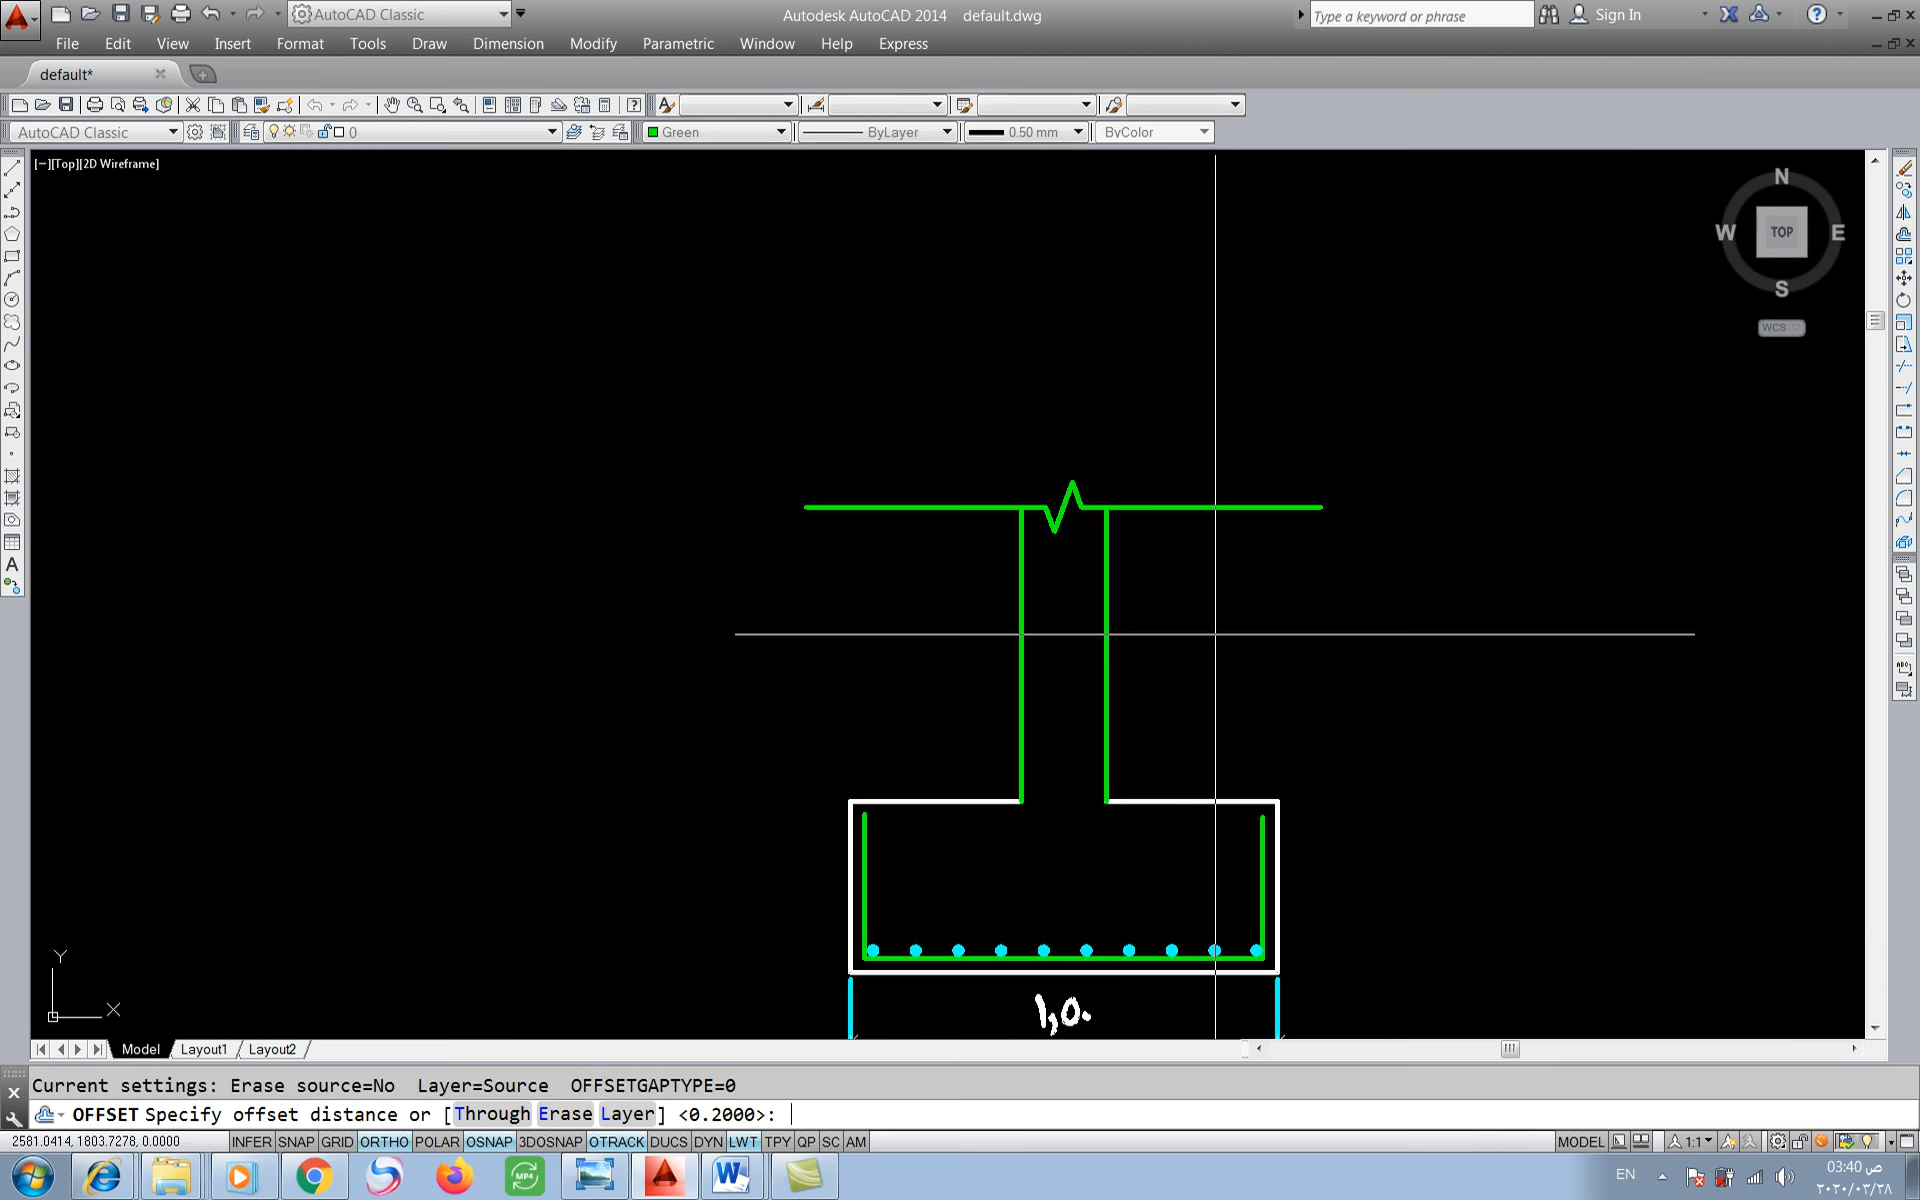 AutoCAD Classic
Autodesk AutoCAD 2014 default.dwg
Type a keyword or phrase
Sign In
File Edit View Insert Format Tools Draw Dimension Modify Parametric Window Help Express
default*
AutoCAD Classic
0
Green
ByLayer
0.50 mm
ByColor
[−][Top][2D Wireframe]
N
W TOP E
S
WCS
١,٥٠
Y
X
Model Layout1 Layout2
Current settings: Erase source=No Layer=Source OFFSETGAPTYPE=0
OFFSET Specify offset distance or [Through Erase Layer] <0.2000>:
2581.0414, 1803.7278, 0.0000
INFER SNAP GRID ORTHO POLAR OSNAP 3DOSNAP OTRACK DUCS DYN LWT TPY QP SC AM
MODEL
1:1
MP4
W
EN
03:40 ص
٢٠٢٠/٠٣/٢٨